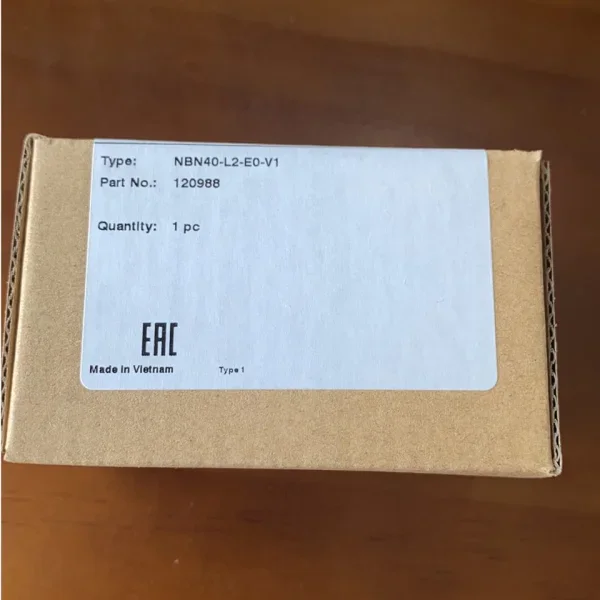 Type: NBN40-L2-E0-V1
Part No.: 120988
Quantity: 1 pc
EAC
Made in Vietnam Type 1